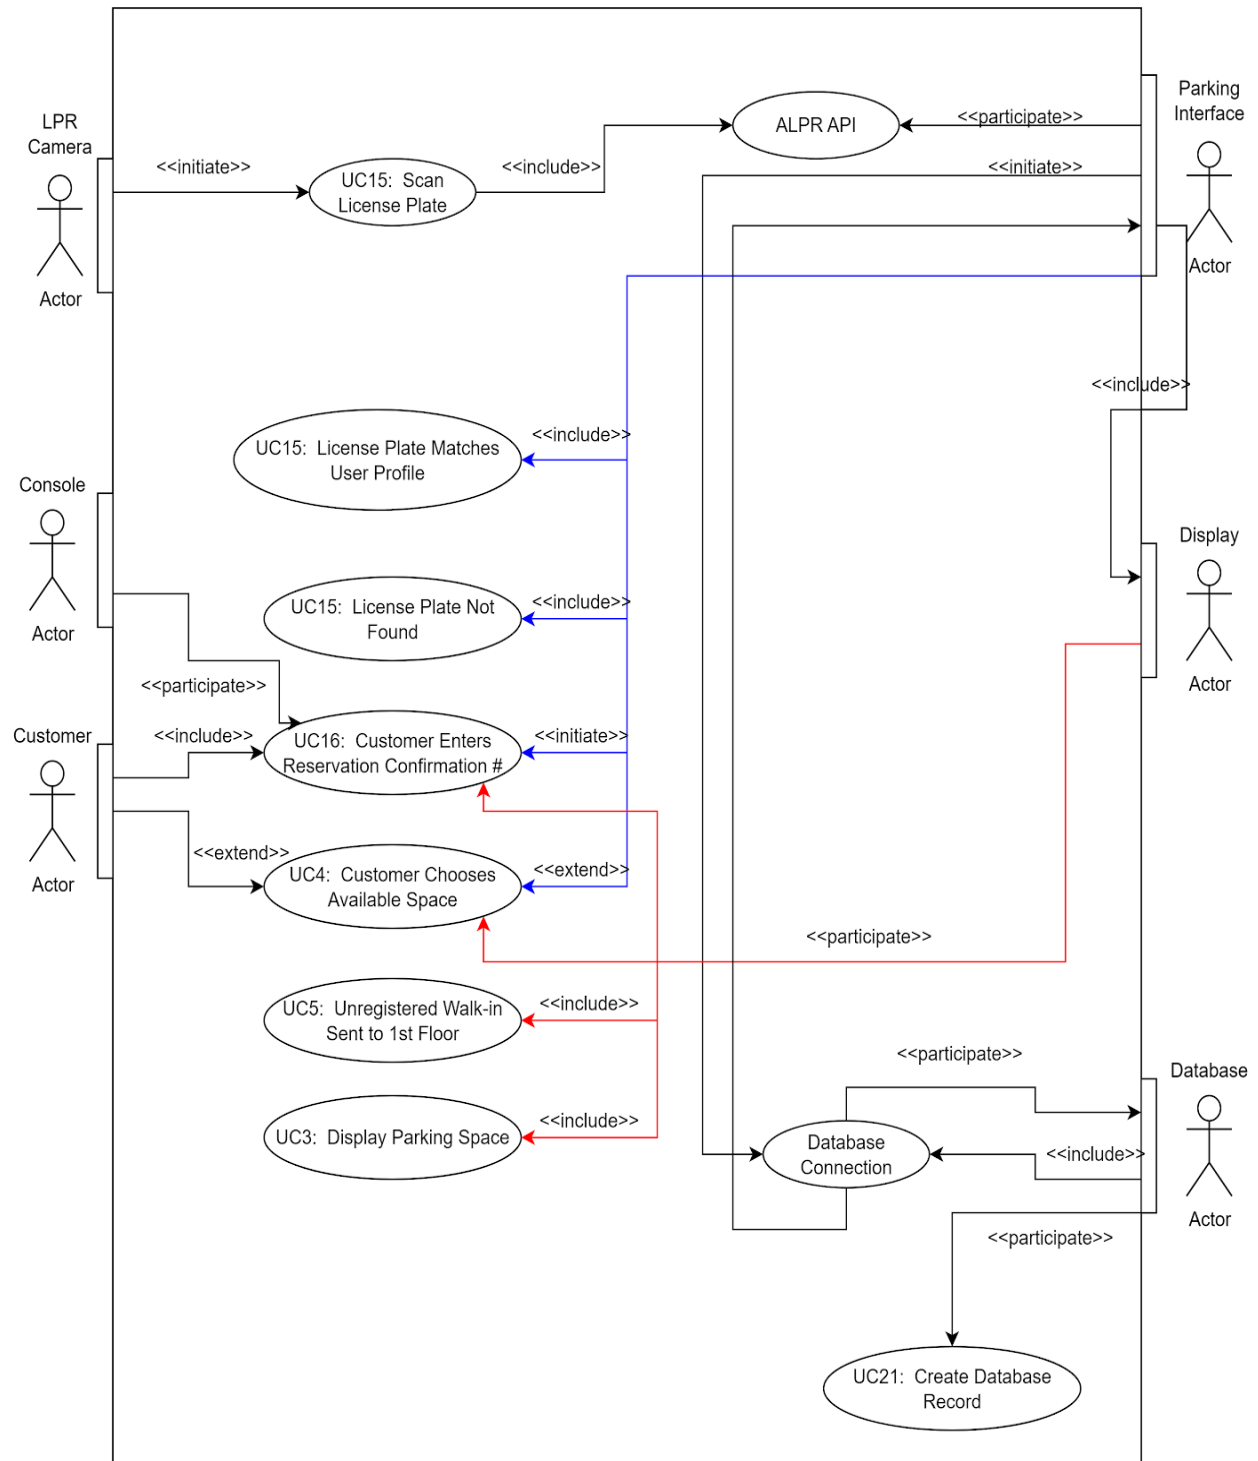 LPR
Camera
Actor
<<initiate>>
UC15:  Scan
License Plate
<<include>>
ALPR API
<<participate>>
<<initiate>>
Parking
Interface
Actor
<<include>>
UC15:  License Plate Matches
User Profile
<<include>>
Console
Actor
Display
Actor
UC15:  License Plate Not
Found
<<include>>
<<participate>>
Customer
Actor
<<include>>
UC16:  Customer Enters
Reservation Confirmation #
<<initiate>>
<<extend>>
UC4:  Customer Chooses
Available Space
<<extend>>
<<participate>>
UC5:  Unregistered Walk-in
Sent to 1st Floor
<<include>>
UC3:  Display Parking Space
<<include>>
<<participate>>
Database
Actor
Database
Connection
<<include>>
<<participate>>
UC21:  Create Database
Record